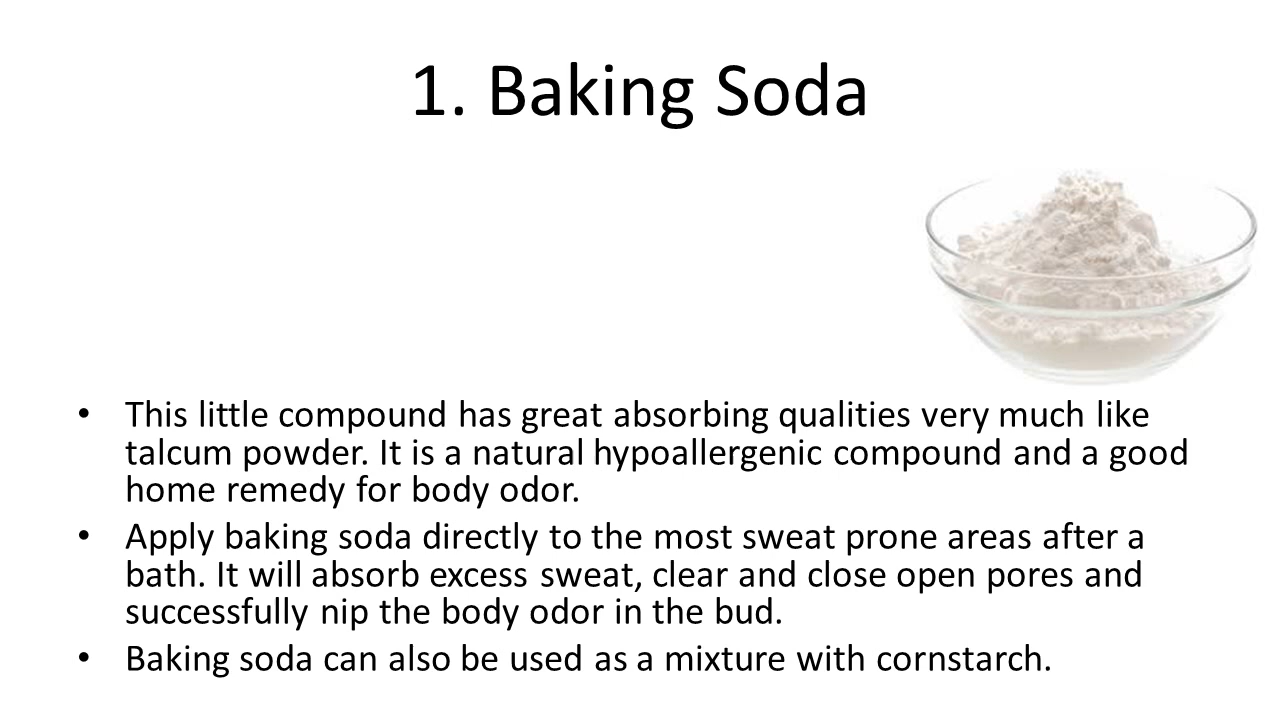 1. Baking Soda
• This little compound has great absorbing qualities very much like
talcum powder. It is a natural hypoallergenic compound and a good
home remedy for body odor.
• Apply baking soda directly to the most sweat prone areas after a
bath. It will absorb excess sweat, clear and close open pores and
successfully nip the body odor in the bud.
• Baking soda can also be used as a mixture with cornstarch.